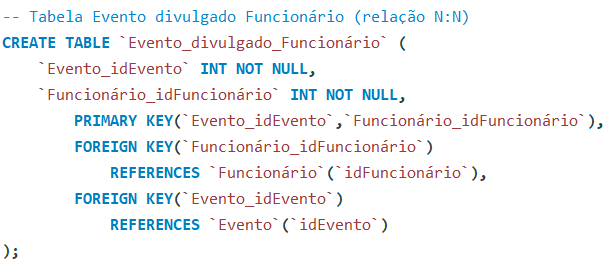 -- Tabela Evento divulgado Funcionário (relação N:N)
CREATE TABLE `Evento_divulgado_Funcionário` (
    `Evento_idEvento` INT NOT NULL,
    `Funcionário_idFuncionário` INT NOT NULL,
        PRIMARY KEY(`Evento_idEvento`,`Funcionário_idFuncionário`),
        FOREIGN KEY(`Funcionário_idFuncionário`)
            REFERENCES `Funcionário`(`idFuncionário`),
        FOREIGN KEY(`Evento_idEvento`)
            REFERENCES `Evento`(`idEvento`)
);